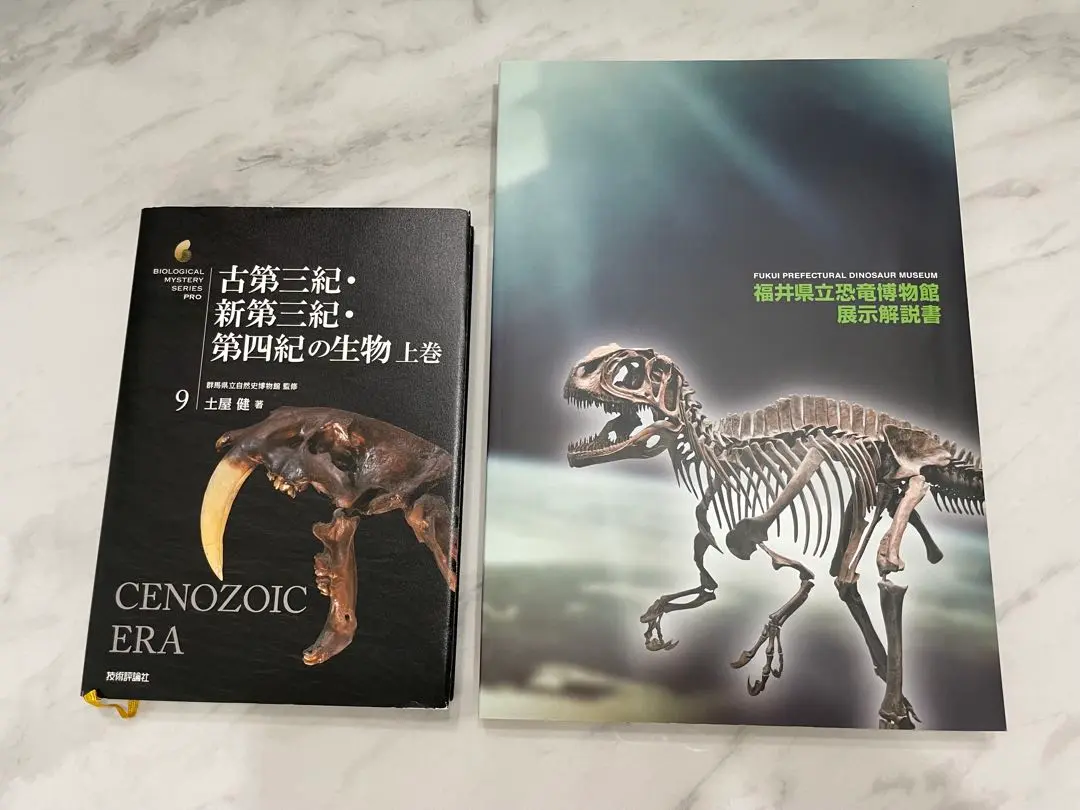 BIOLOGICAL
MYSTERY
SERIES
PRO
古第三紀・
新第三紀・
第四紀の生物 上巻
群馬県立自然史博物館 監修
9 土屋 健 著
CENOZOIC
ERA
技術評論社
FUKUI PREFECTURAL DINOSAUR MUSEUM
福井県立恐竜博物館
展示解説書